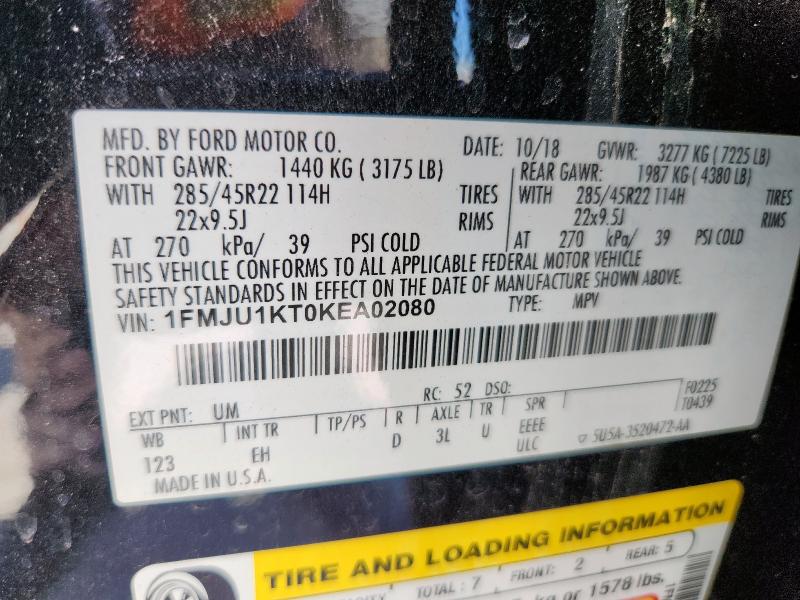 MFD. BY FORD MOTOR CO. DATE: 10/18 GVWR: 3277 KG ( 7225 LB)
FRONT GAWR: 1440 KG ( 3175 LB) REAR GAWR: 1987 KG ( 4380 LB)
WITH 285/45R22 114H TIRES WITH 285/45R22 114H TIRES
22x9.5J RIMS 22x9.5J RIMS
AT 270 kPa/ 39 PSI COLD AT 270 kPa/ 39 PSI COLD
THIS VEHICLE CONFORMS TO ALL APPLICABLE FEDERAL MOTOR VEHICLE
SAFETY STANDARDS IN EFFECT ON THE DATE OF MANUFACTURE SHOWN ABOVE.
VIN: 1FMJU1KT0KEA02080 TYPE: MPV
EXT PNT: UM RC: 52 DSO: F0225
WB INT TR TP/PS R AXLE TR SPR T0439
123 EH D 3L U EEEE
ULC 5U5A-3520472-AA
MADE IN U.S.A.
TIRE AND LOADING INFORMATION
TOTAL: 7 FRONT: 2 REAR: 5
kg or 1578 lbs.